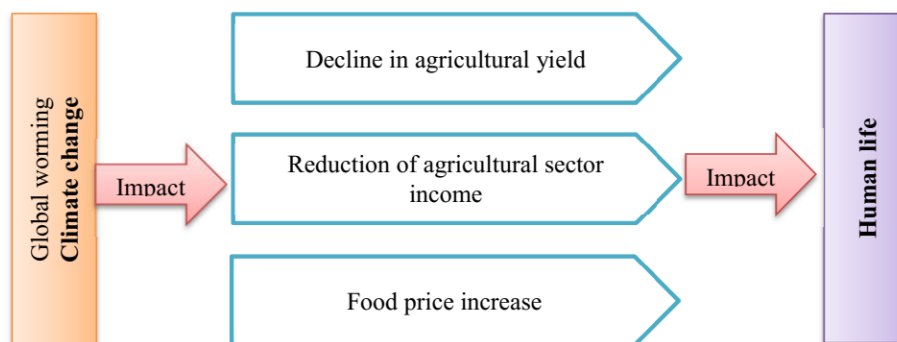 Global worming
Climate change
Impact
Decline in agricultural yield
Reduction of agricultural sector
income
Food price increase
Impact
Human life